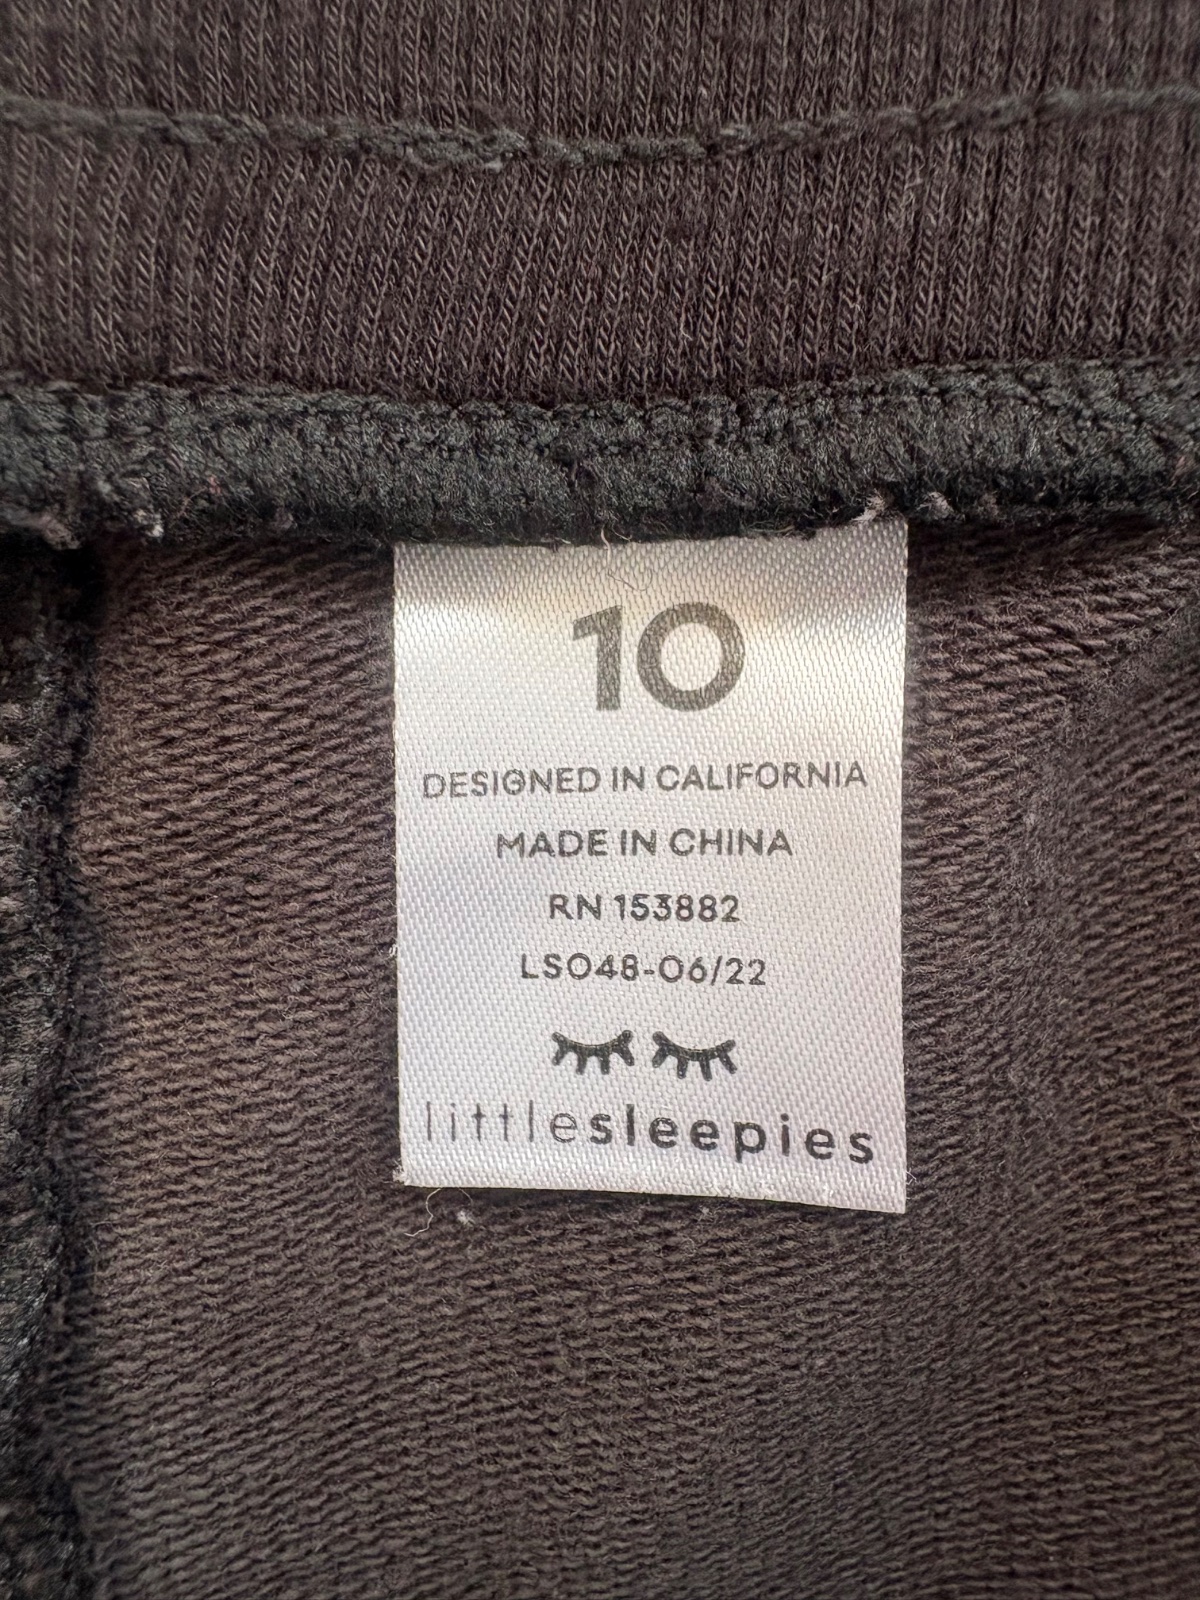 10
DESIGNED IN CALIFORNIA
MADE IN CHINA
RN 153882
LS048-06/22
littlesleepies